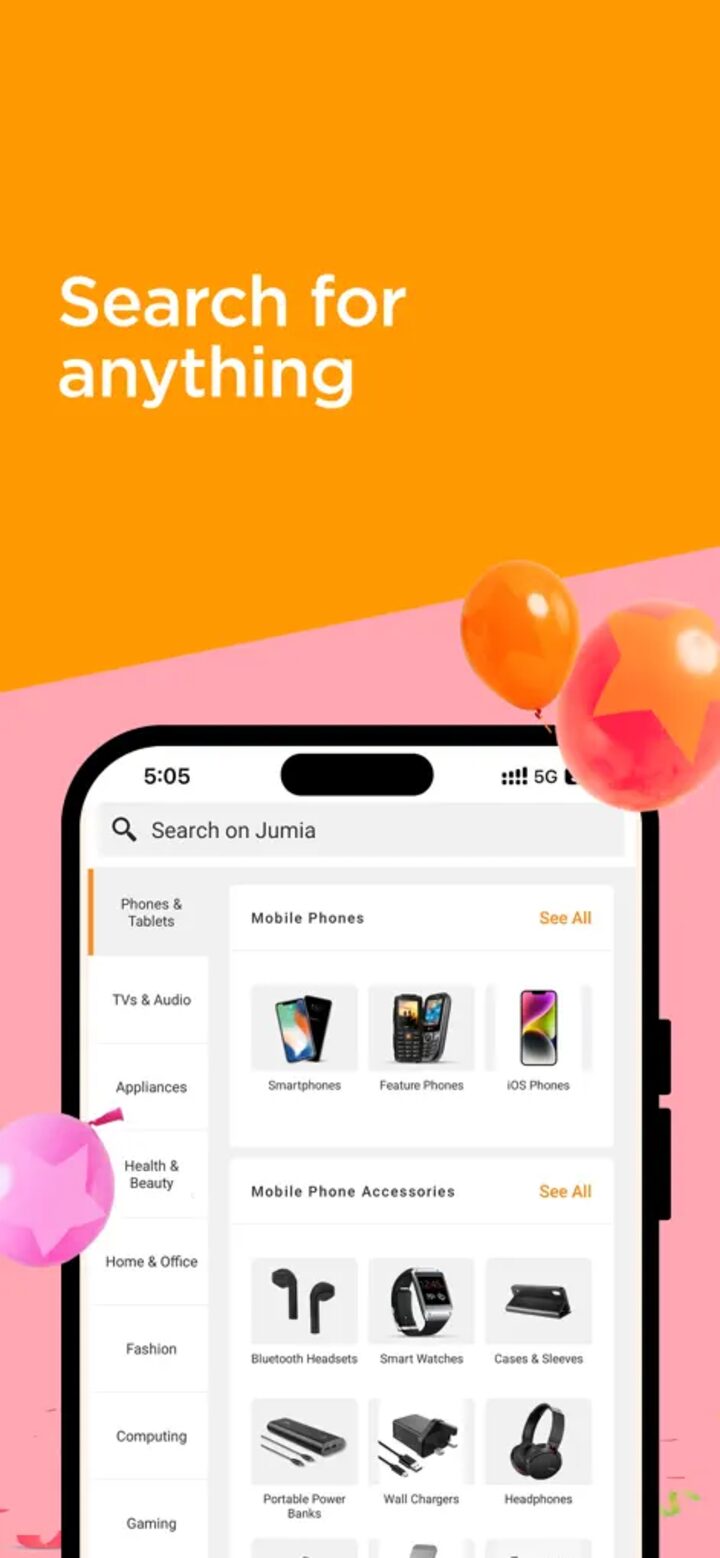 Search for
anything
5:05
5G
Search on Jumia
Phones &
Tablets
TVs & Audio
Appliances
Health &
Beauty
Home & Office
Fashion
Computing
Gaming
Mobile Phones
See All
Smartphones
Feature Phones
iOS Phones
Mobile Phone Accessories
See All
Bluetooth Headsets
Smart Watches
Cases & Sleeves
Portable Power
Banks
Wall Chargers
Headphones